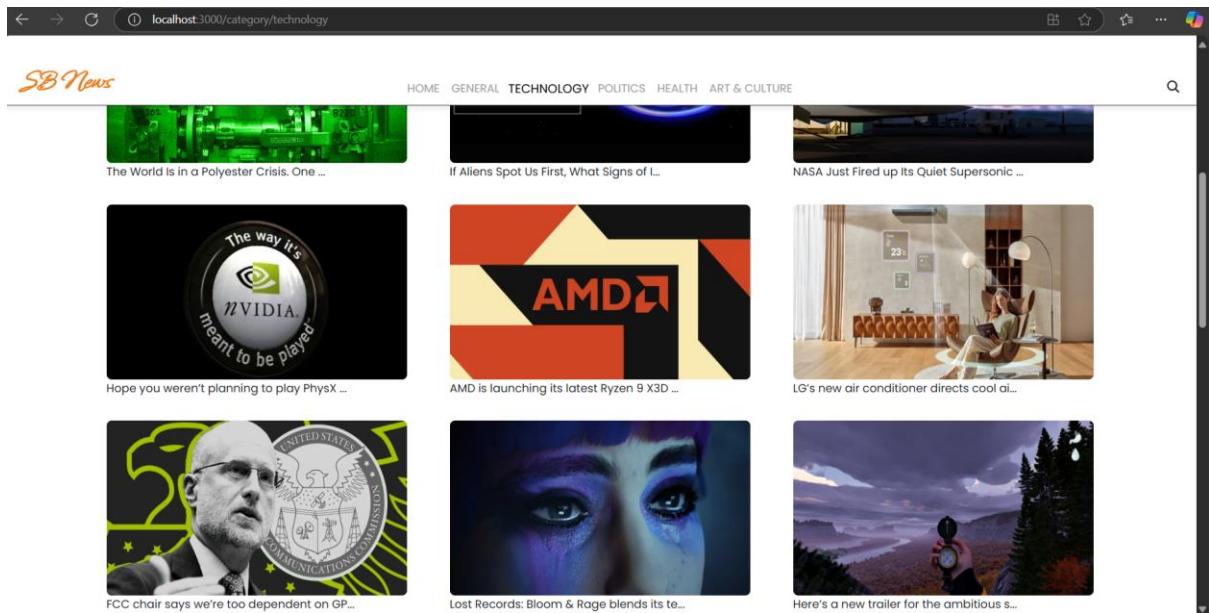 localhost:3000/category/technology
SB News
HOME GENERAL TECHNOLOGY POLITICS HEALTH ART & CULTURE
The World Is in a Polyester Crisis. One ...
If Aliens Spot Us First, What Signs of I...
NASA Just Fired up Its Quiet Supersonic ...
The way it's
nVIDIA.
meant to be played
AMD
23
Hope you weren't planning to play PhysX ...
AMD is launching its latest Ryzen 9 X3D ...
LG's new air conditioner directs cool ai...
UNITED STATES
COMMUNICATIONS COMMISSION
FCC chair says we're too dependent on GP...
Lost Records: Bloom & Rage blends its te...
Here's a new trailer for the ambitious s...